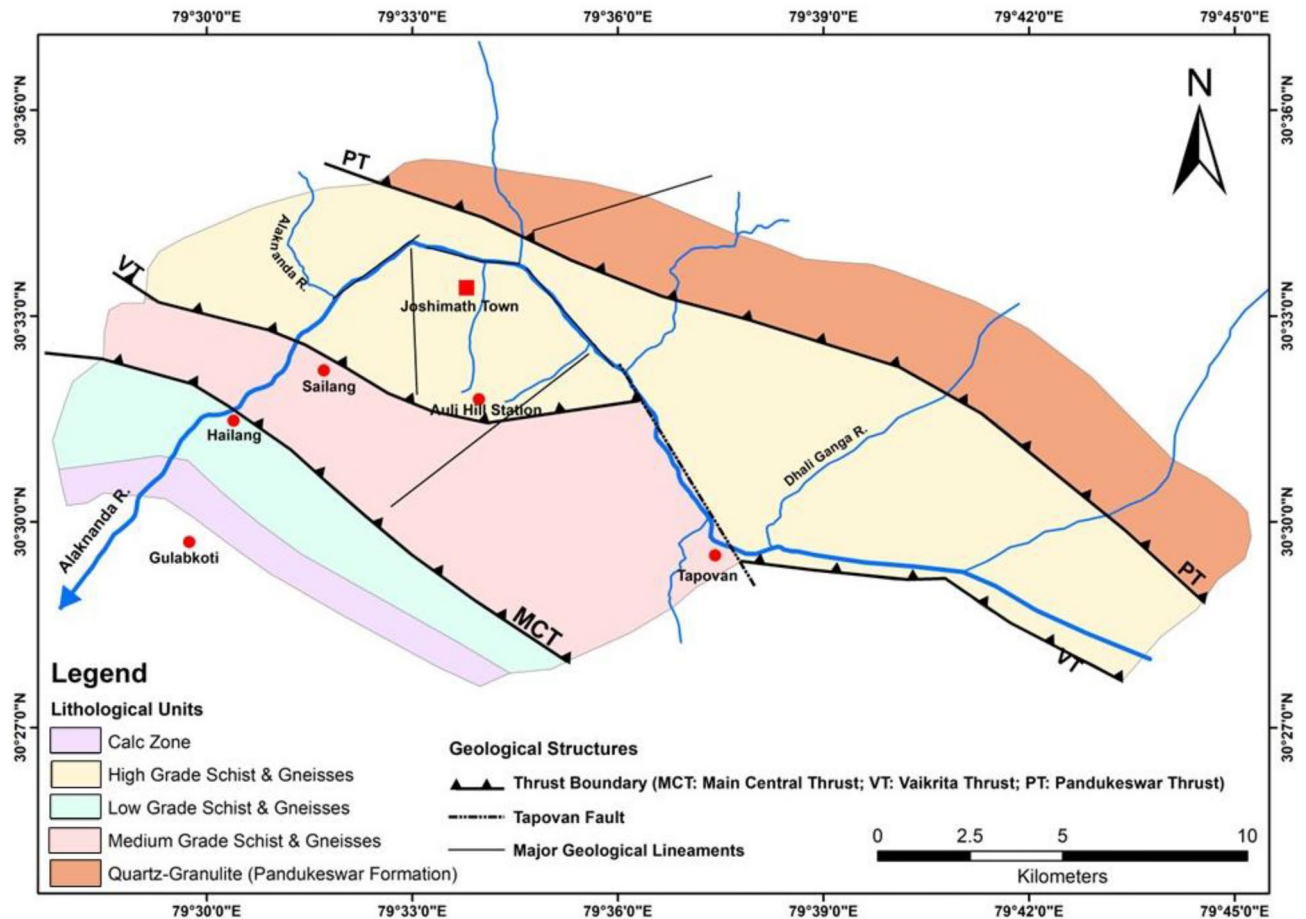 79°30'0"E 79°33'0"E 79°36'0"E 79°39'0"E 79°42'0"E 79°45'0"E
30°36'0"N
30°36'0"N
N
PT
Alaknanda R.
VT
Joshimath Town
30°33'0"N
30°33'0"N
Sailang
Auli Hill Station
Hailang
Dhali Ganga R.
30°30'0"N
30°30'0"N
Alaknanda R.
Gulabkoti
Tapovan
PT
MCT
VT
30°27'0"N
30°27'0"N
Legend
Lithological Units
Calc Zone
High Grade Schist & Gneisses
Low Grade Schist & Gneisses
Medium Grade Schist & Gneisses
Quartz-Granulite (Pandukeswar Formation)
Geological Structures
Thrust Boundary (MCT: Main Central Thrust; VT: Vaikrita Thrust; PT: Pandukeswar Thrust)
Tapovan Fault
Major Geological Lineaments
0 2.5 5 10
Kilometers
79°30'0"E 79°33'0"E 79°36'0"E 79°39'0"E 79°42'0"E 79°45'0"E